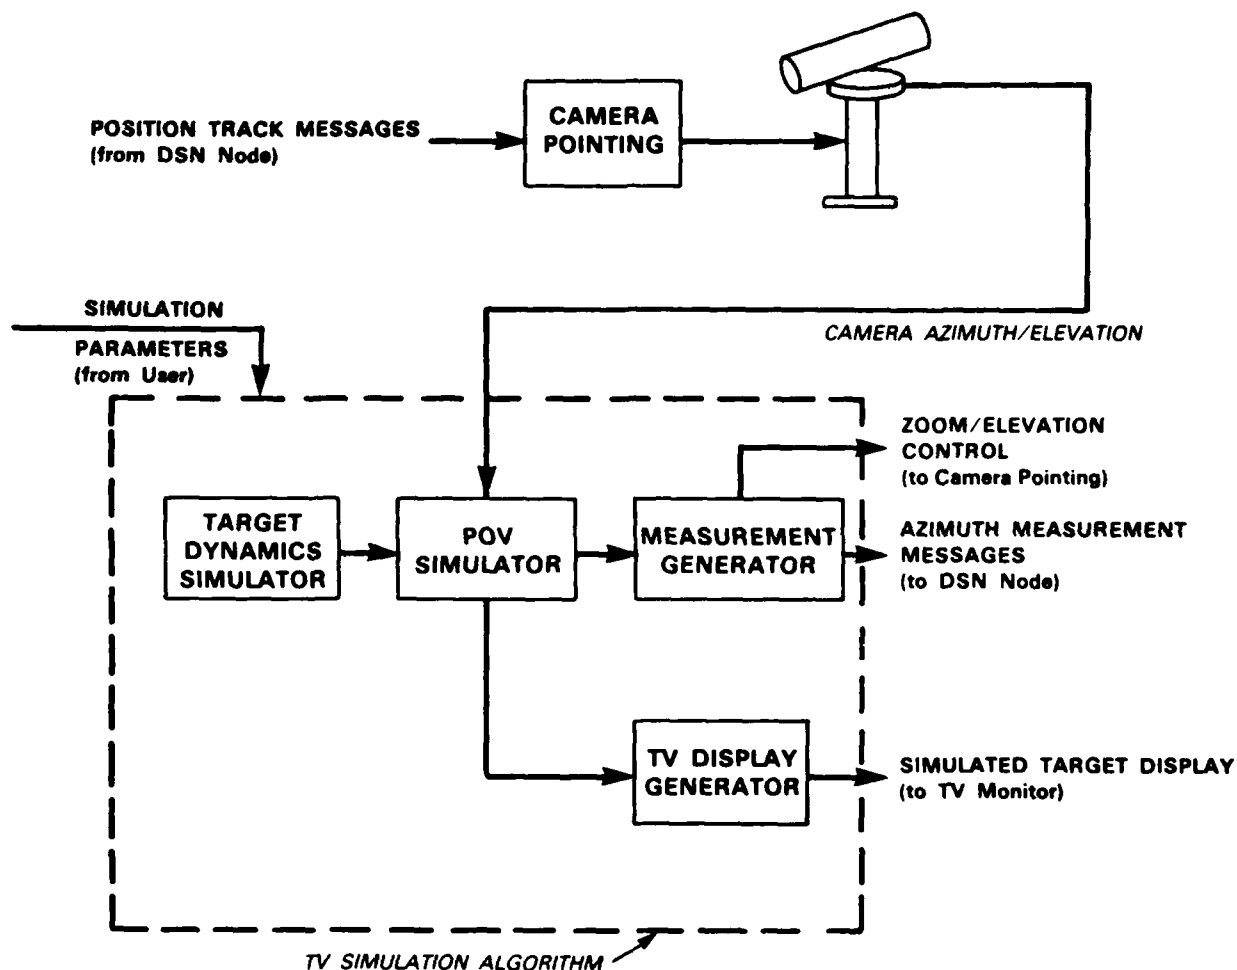 CAMERA
POINTING
POSITION TRACK MESSAGES
(from DSN Node)
SIMULATION
PARAMETERS
(from User)
CAMERA AZIMUTH/ELEVATION
ZOOM/ELEVATION
CONTROL
(to Camera Pointing)
TARGET
DYNAMICS
SIMULATOR
POV
SIMULATOR
MEASUREMENT
GENERATOR
AZIMUTH MEASUREMENT
MESSAGES
(to DSN Node)
TV DISPLAY
GENERATOR
SIMULATED TARGET DISPLAY
(to TV Monitor)
TV SIMULATION ALGORITHM